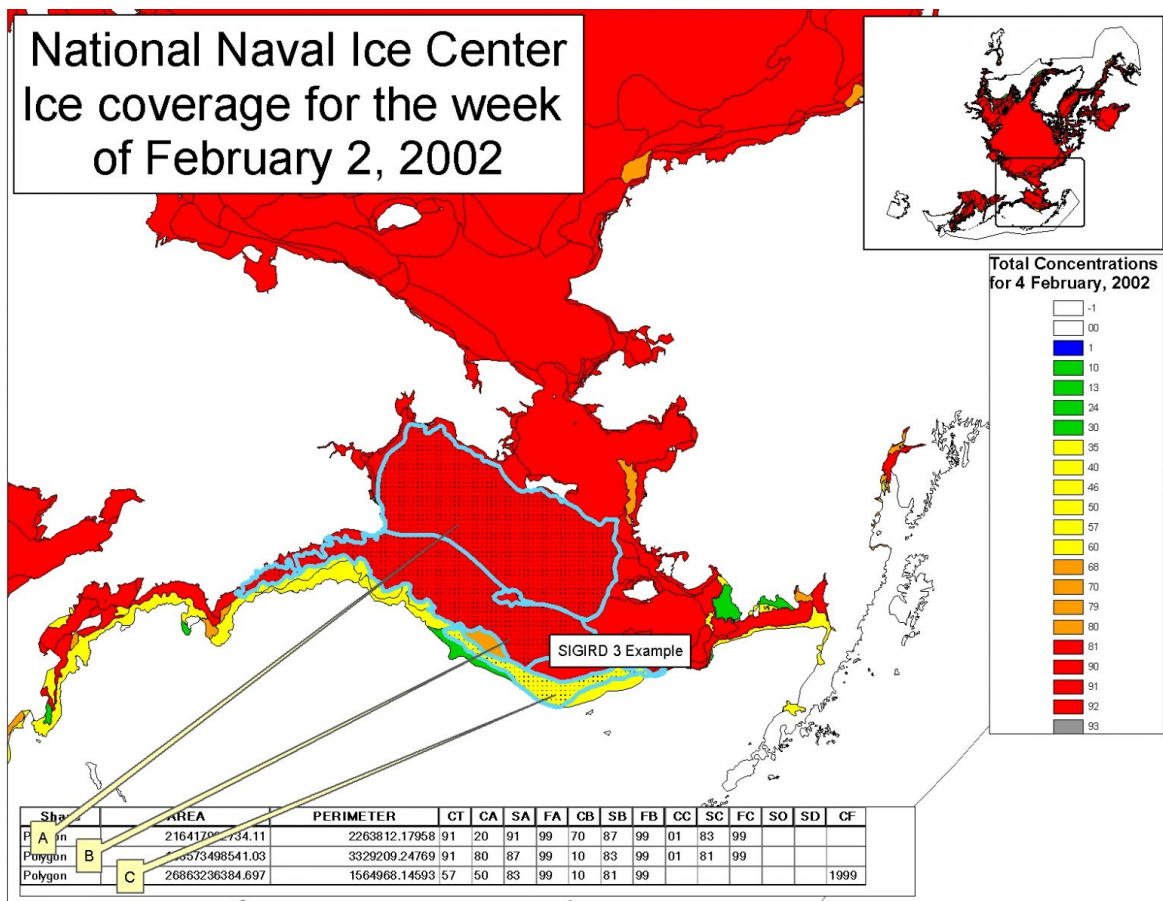 National Naval Ice Center
Ice coverage for the week
of February 2, 2002
Total Concentrations
for 4 February, 2002
-1
00
1
10
13
24
30
35
40
46
50
57
60
68
70
79
80
81
90
91
92
93
SIGIRD 3 Example
AREA PERIMETER CT CA SA FA CB SB FB CC SC FC SO SD CF
2263812.17958 91 20 91 99 70 87 99 01 83 99
Polygon 3329209.24769 91 80 87 99 10 83 99 01 81 99
Polygon 26863236384.697 1564968.14593 57 50 83 99 10 81 99 1999
A
B
C